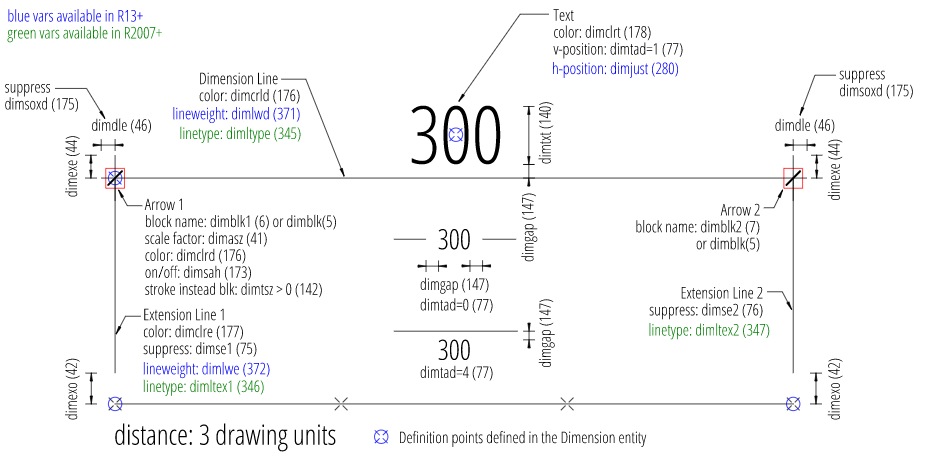 blue vars available in R13+
green vars available in R2007+
Text
color: dimclrt (178)
v-position: dimtad=1 (77)
h-position: dimjust (280)
suppress
dimsoxd (175)
Dimension Line
color: dimcrld (176)
lineweight: dimlwd (371)
linetype: dimltype (345)
suppress
dimsoxd (175)
dimdle (46)
dimexe (44)
300
dimtxt (140)
dimdle (46)
dimexe (44)
Arrow 1
block name: dimblk1 (6) or dimblk(5)
scale factor: dimasz (41)
color: dimclrd (176)
on/off: dimsah (173)
stroke instead blk: dimtsz > 0 (142)
300
dimgap (147)
dimgap (147)
dimtad=0 (77)
Arrow 2
block name: dimblk2 (7)
or dimblk(5)
Extension Line 1
color: dimclre (177)
suppress: dimse1 (75)
lineweight: dimlwe (372)
linetype: dimltex1 (346)
300
dimtad=4 (77)
dimgap (147)
Extension Line 2
suppress: dimse2 (76)
linetype: dimltex2 (347)
dimexo (42)
dimexo (42)
distance: 3 drawing units
Definition points defined in the Dimension entity